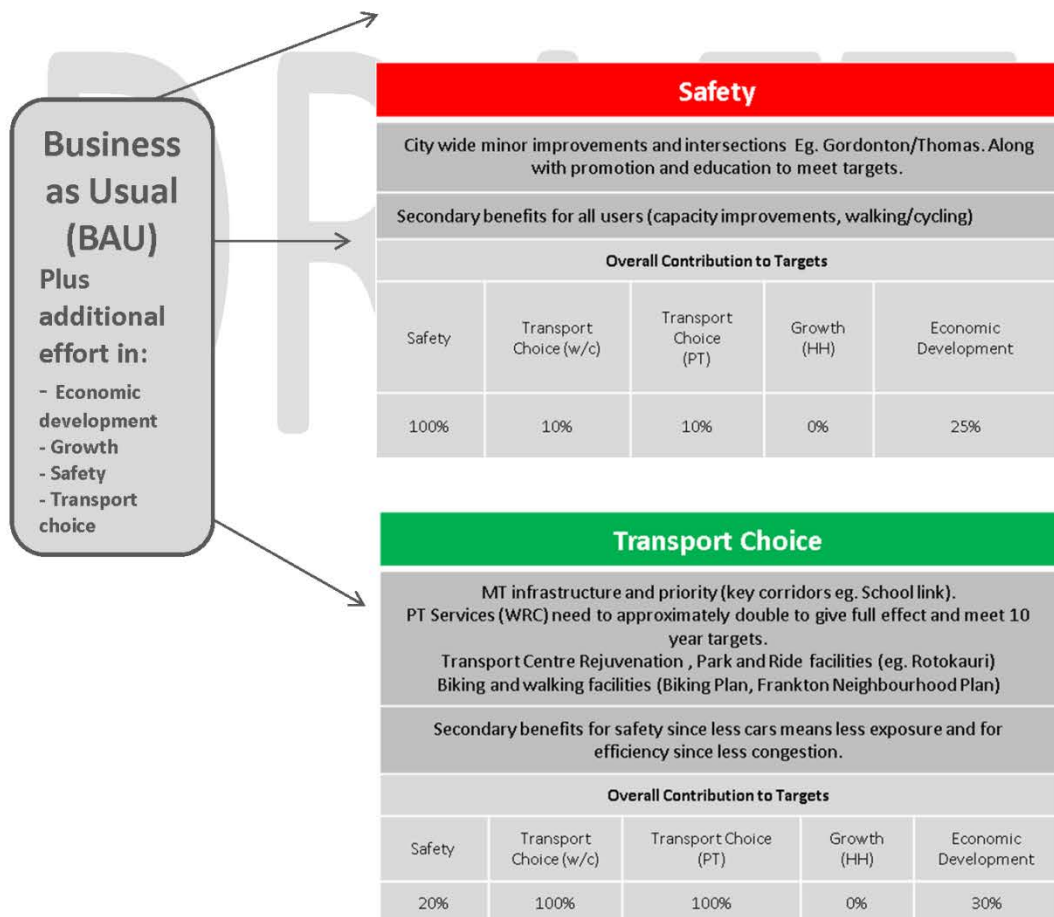 Business
as Usual
(BAU)
Plus
additional
effort in:
- Economic
development
- Growth
- Safety
- Transport
choice
Safety
City wide minor improvements and intersections Eg. Gordonton/Thomas. Along
with promotion and education to meet targets.
Secondary benefits for all users (capacity improvements, walking/cycling)
Overall Contribution to Targets
Safety
Transport
Choice (w/c)
Transport
Choice
(PT)
Growth
(HH)
Economic
Development
100%
10%
10%
0%
25%
Transport Choice
MT infrastructure and priority (key corridors eg. School link).
PT Services (WRC) need to approximately double to give full effect and meet 10
year targets.
Transport Centre Rejuvenation , Park and Ride facilities (eg. Rotokauri)
Biking and walking facilities (Biking Plan, Frankton Neighbourhood Plan)
Secondary benefits for safety since less cars means less exposure and for
efficiency since less congestion.
Overall Contribution to Targets
Safety
Transport
Choice (w/c)
Transport Choice
(PT)
Growth
(HH)
Economic
Development
20%
100%
100%
0%
30%